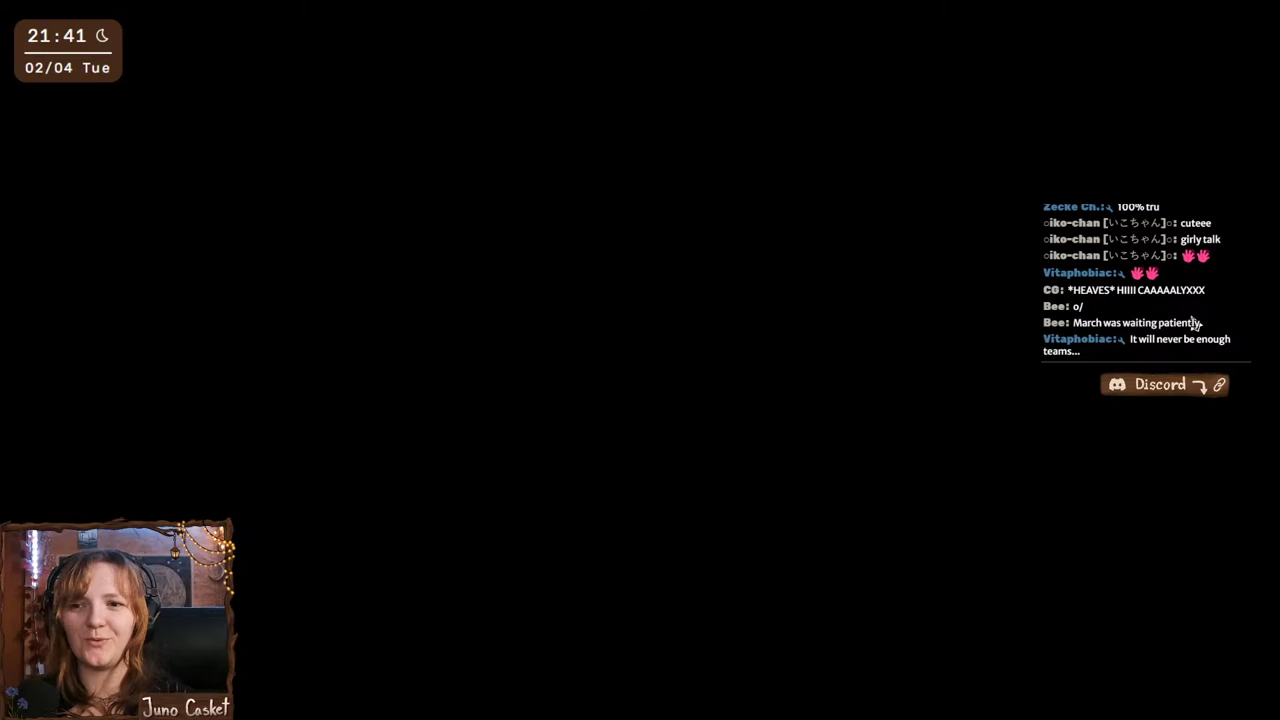 21:41
02/04 Tue
Zecke Ch.: 100% tru
○iko-chan [いこちゃん]○: cuteee
○iko-chan [いこちゃん]○: girly talk
○iko-chan [いこちゃん]○:
Vitaphobiac:
CG: *HEAVES* HIIII CAAAAALYXXX
Bee: o/
Bee: March was waiting patiently.
Vitaphobiac: It will never be enough
teams...
Discord
Juno Casket